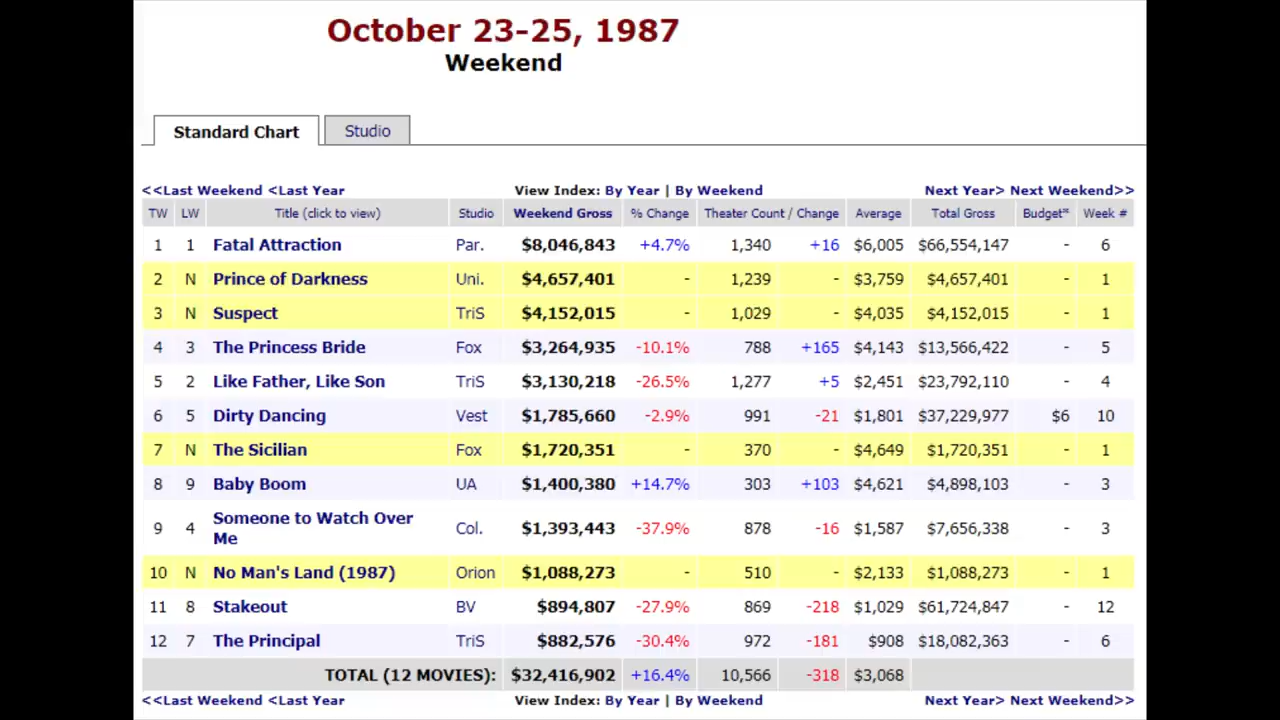 October 23-25, 1987
Weekend
Standard Chart Studio
<<Last Weekend <Last Year View Index: By Year | By Weekend Next Year> Next Weekend>>
TW LW Title (click to view) Studio Weekend Gross % Change Theater Count / Change Average Total Gross Budget* Week #
1 1 Fatal Attraction Par. $8,046,843 +4.7% 1,340 +16 $6,005 $66,554,147 - 6
2 N Prince of Darkness Uni. $4,657,401 - 1,239 - $3,759 $4,657,401 - 1
3 N Suspect TriS $4,152,015 - 1,029 - $4,035 $4,152,015 - 1
4 3 The Princess Bride Fox $3,264,935 -10.1% 788 +165 $4,143 $13,566,422 - 5
5 2 Like Father, Like Son TriS $3,130,218 -26.5% 1,277 +5 $2,451 $23,792,110 - 4
6 5 Dirty Dancing Vest $1,785,660 -2.9% 991 -21 $1,801 $37,229,977 $6 10
7 N The Sicilian Fox $1,720,351 - 370 - $4,649 $1,720,351 - 1
8 9 Baby Boom UA $1,400,380 +14.7% 303 +103 $4,621 $4,898,103 - 3
9 4 Someone to Watch Over
Me Col. $1,393,443 -37.9% 878 -16 $1,587 $7,656,338 - 3
10 N No Man's Land (1987) Orion $1,088,273 - 510 - $2,133 $1,088,273 - 1
11 8 Stakeout BV $894,807 -27.9% 869 -218 $1,029 $61,724,847 - 12
12 7 The Principal TriS $882,576 -30.4% 972 -181 $908 $18,082,363 - 6
TOTAL (12 MOVIES): $32,416,902 +16.4% 10,566 -318 $3,068
<<Last Weekend <Last Year View Index: By Year | By Weekend Next Year> Next Weekend>>